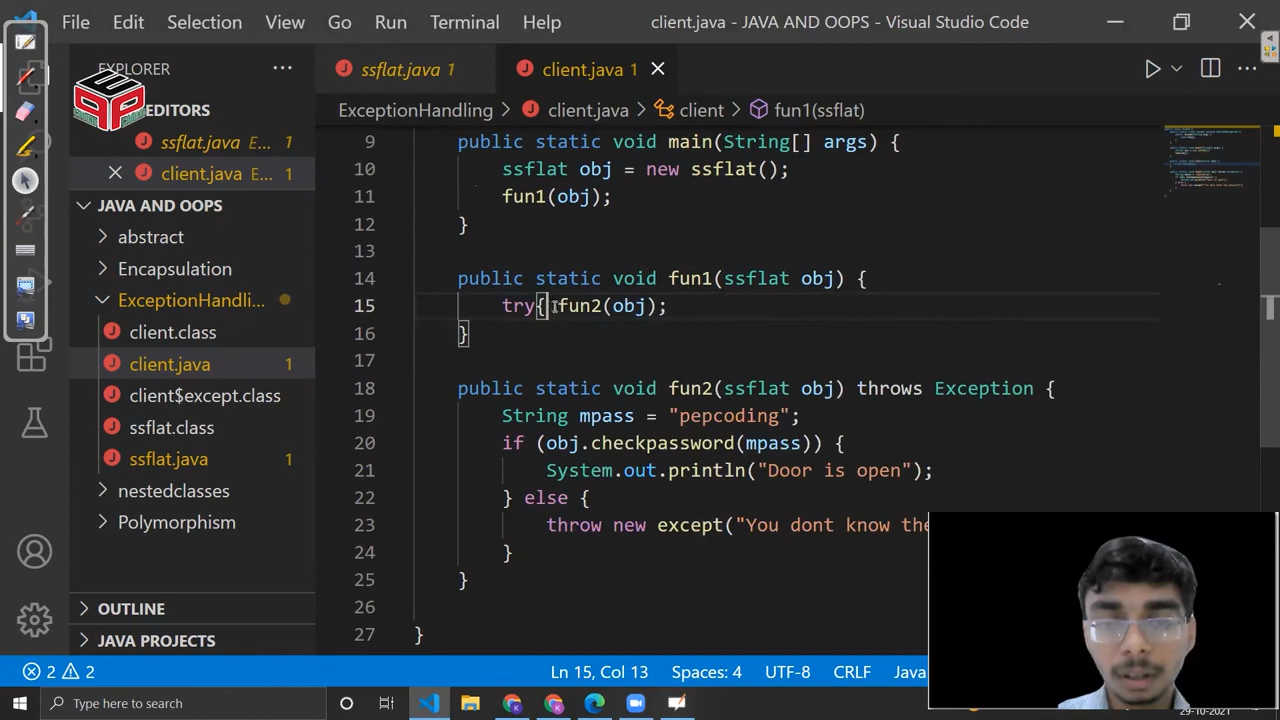 File Edit Selection View Go Run Terminal Help client.java - JAVA AND OOPS - Visual Studio Code
EXPLORER
EDITORS
ssflat.java E... 1
client.java E... 1
JAVA AND OOPS
abstract
Encapsulation
ExceptionHandli...
client.class
client.java 1
client$except.class
ssflat.class
ssflat.java 1
nestedclasses
Polymorphism
OUTLINE
JAVA PROJECTS
ssflat.java 1 client.java 1
ExceptionHandling > client.java > client > fun1(ssflat)
9 public static void main(String[] args) {
10 ssflat obj = new ssflat();
11 fun1(obj);
12 }
13
14 public static void fun1(ssflat obj) {
15 try{ fun2(obj);
16 }
17
18 public static void fun2(ssflat obj) throws Exception {
19 String mpass = "pepcoding";
20 if (obj.checkpassword(mpass)) {
21 System.out.println("Door is open");
22 } else {
23 throw new except("You dont know the
24 }
25 }
26
27 }
2 2 Ln 15, Col 13 Spaces: 4 UTF-8 CRLF Java
Type here to search
29-10-2021